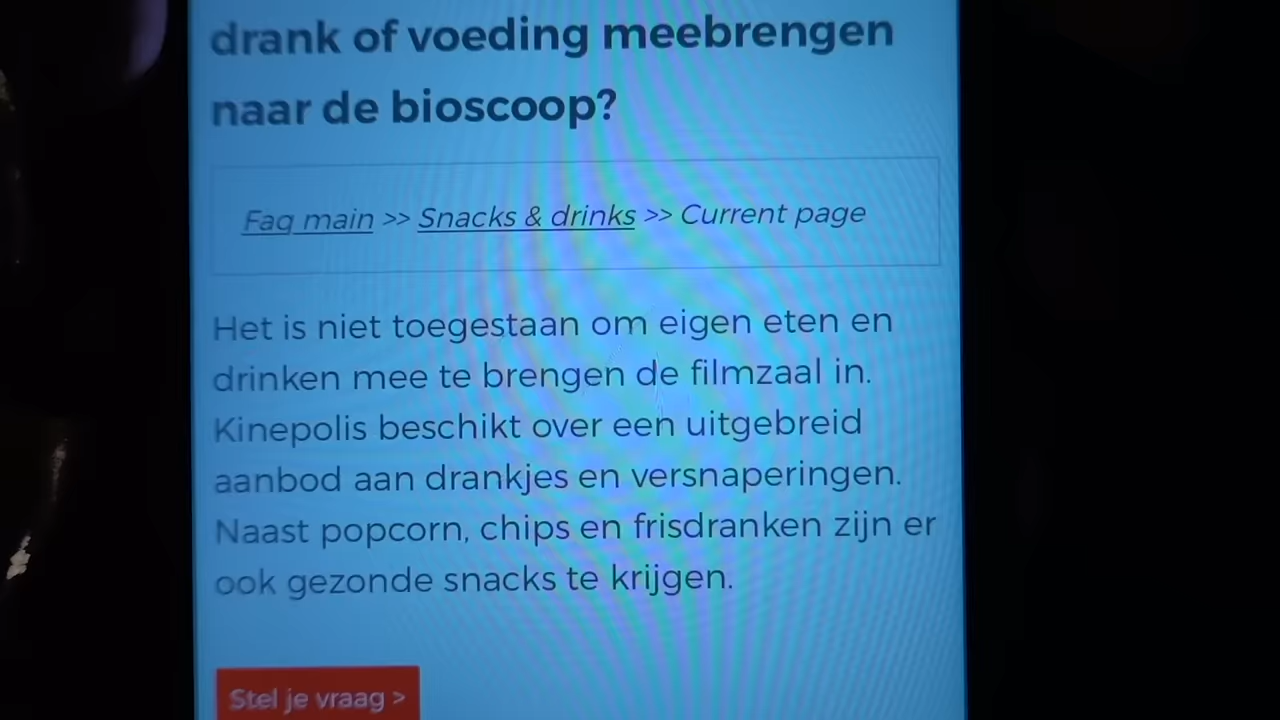 drank of voeding meebrengen
naar de bioscoop?
Faq main >> Snacks & drinks >> Current page
Het is niet toegestaan om eigen eten en
drinken mee te brengen de filmzaal in.
Kinepolis beschikt over een uitgebreid
aanbod aan drankjes en versnaperingen.
Naast popcorn, chips en frisdranken zijn er
ook gezonde snacks te krijgen.
Stel je vraag >